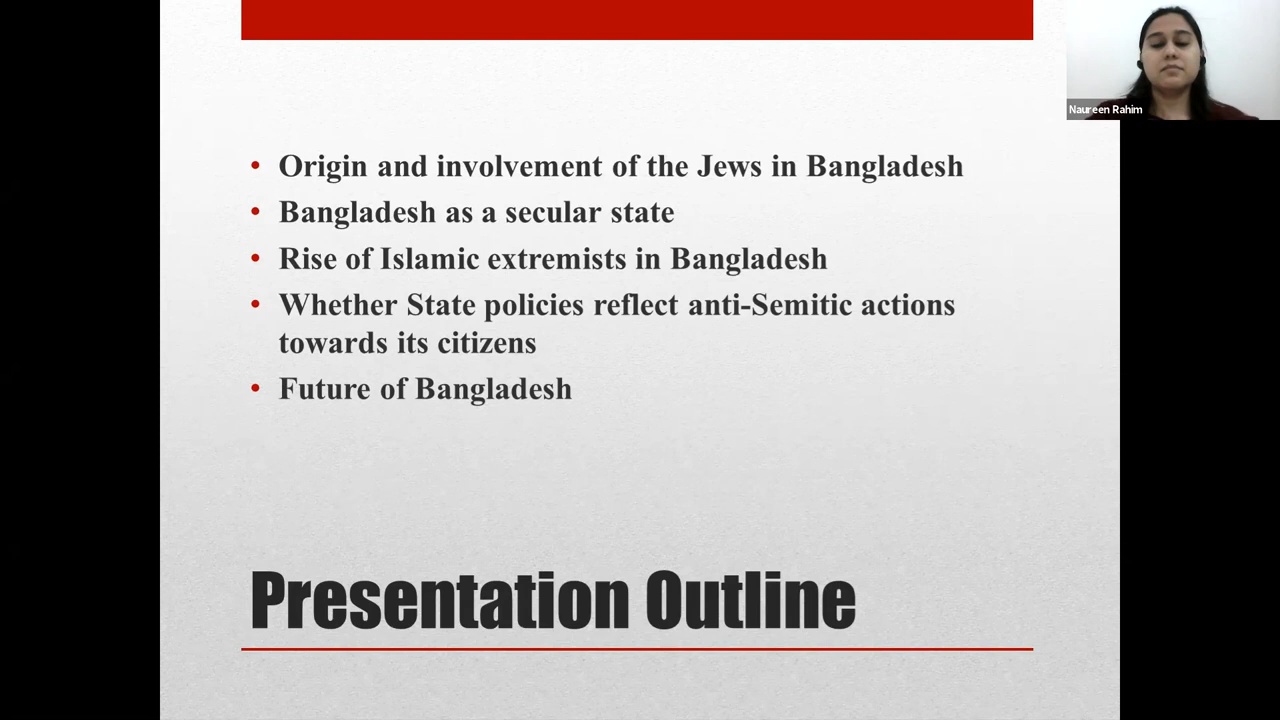 Naureen Rahim
• Origin and involvement of the Jews in Bangladesh
• Bangladesh as a secular state
• Rise of Islamic extremists in Bangladesh
• Whether State policies reflect anti-Semitic actions
towards its citizens
• Future of Bangladesh
Presentation Outline